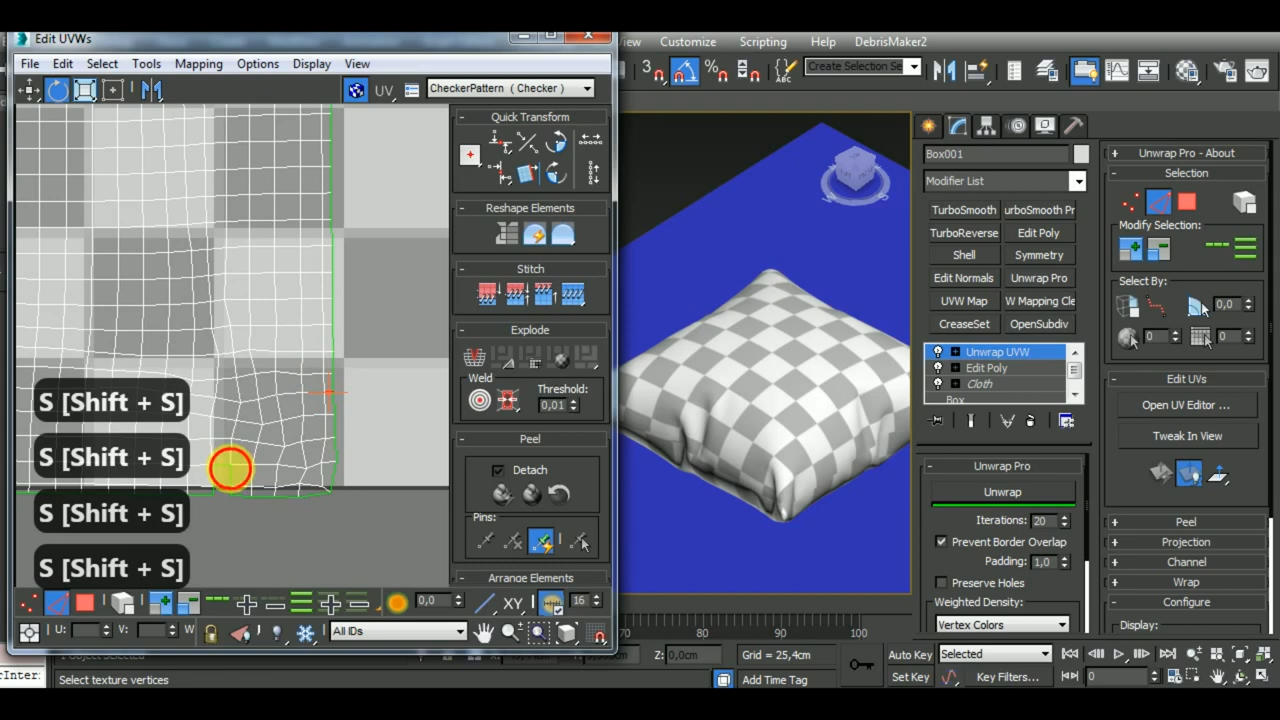 Edit UVWs
File Edit Select Tools Mapping Options Display View
UV CheckerPattern ( Checker )
Quick Transform
Reshape Elements
Stitch
Explode
Weld
Threshold:
0,01
Peel
Detach
Pins:
Arrange Elements
S [Shift + S]
S [Shift + S]
S [Shift + S]
S [Shift + S]
0,0
XY
16
U: V: W
All IDs
iew Customize Scripting Help DebrisMaker2
3
%
ABC
Create Selection Se
Box001
Modifier List
TurboSmooth
urboSmooth Pr
TurboReverse
Edit Poly
Shell
Symmetry
Edit Normals
Unwrap Pro
UVW Map
W Mapping Cle
CreaseSet
OpenSubdiv
Unwrap UVW
Edit Poly
Cloth
Box
Unwrap Pro
Unwrap
Iterations: 20
Prevent Border Overlap
Padding: 1,0
Preserve Holes
Weighted Density:
Vertex Colors
Unwrap Pro - About
Selection
Modify Selection:
Select By:
0,0
0
0
Edit UVs
Open UV Editor ...
Tweak In View
Peel
Projection
Channel
Wrap
Configure
Display:
70 80 90 100
Z: 0,0cm
Grid = 25,4cm
Add Time Tag
Auto Key
Selected
Set Key
Key Filters...
0
rInter:
Select texture vertices